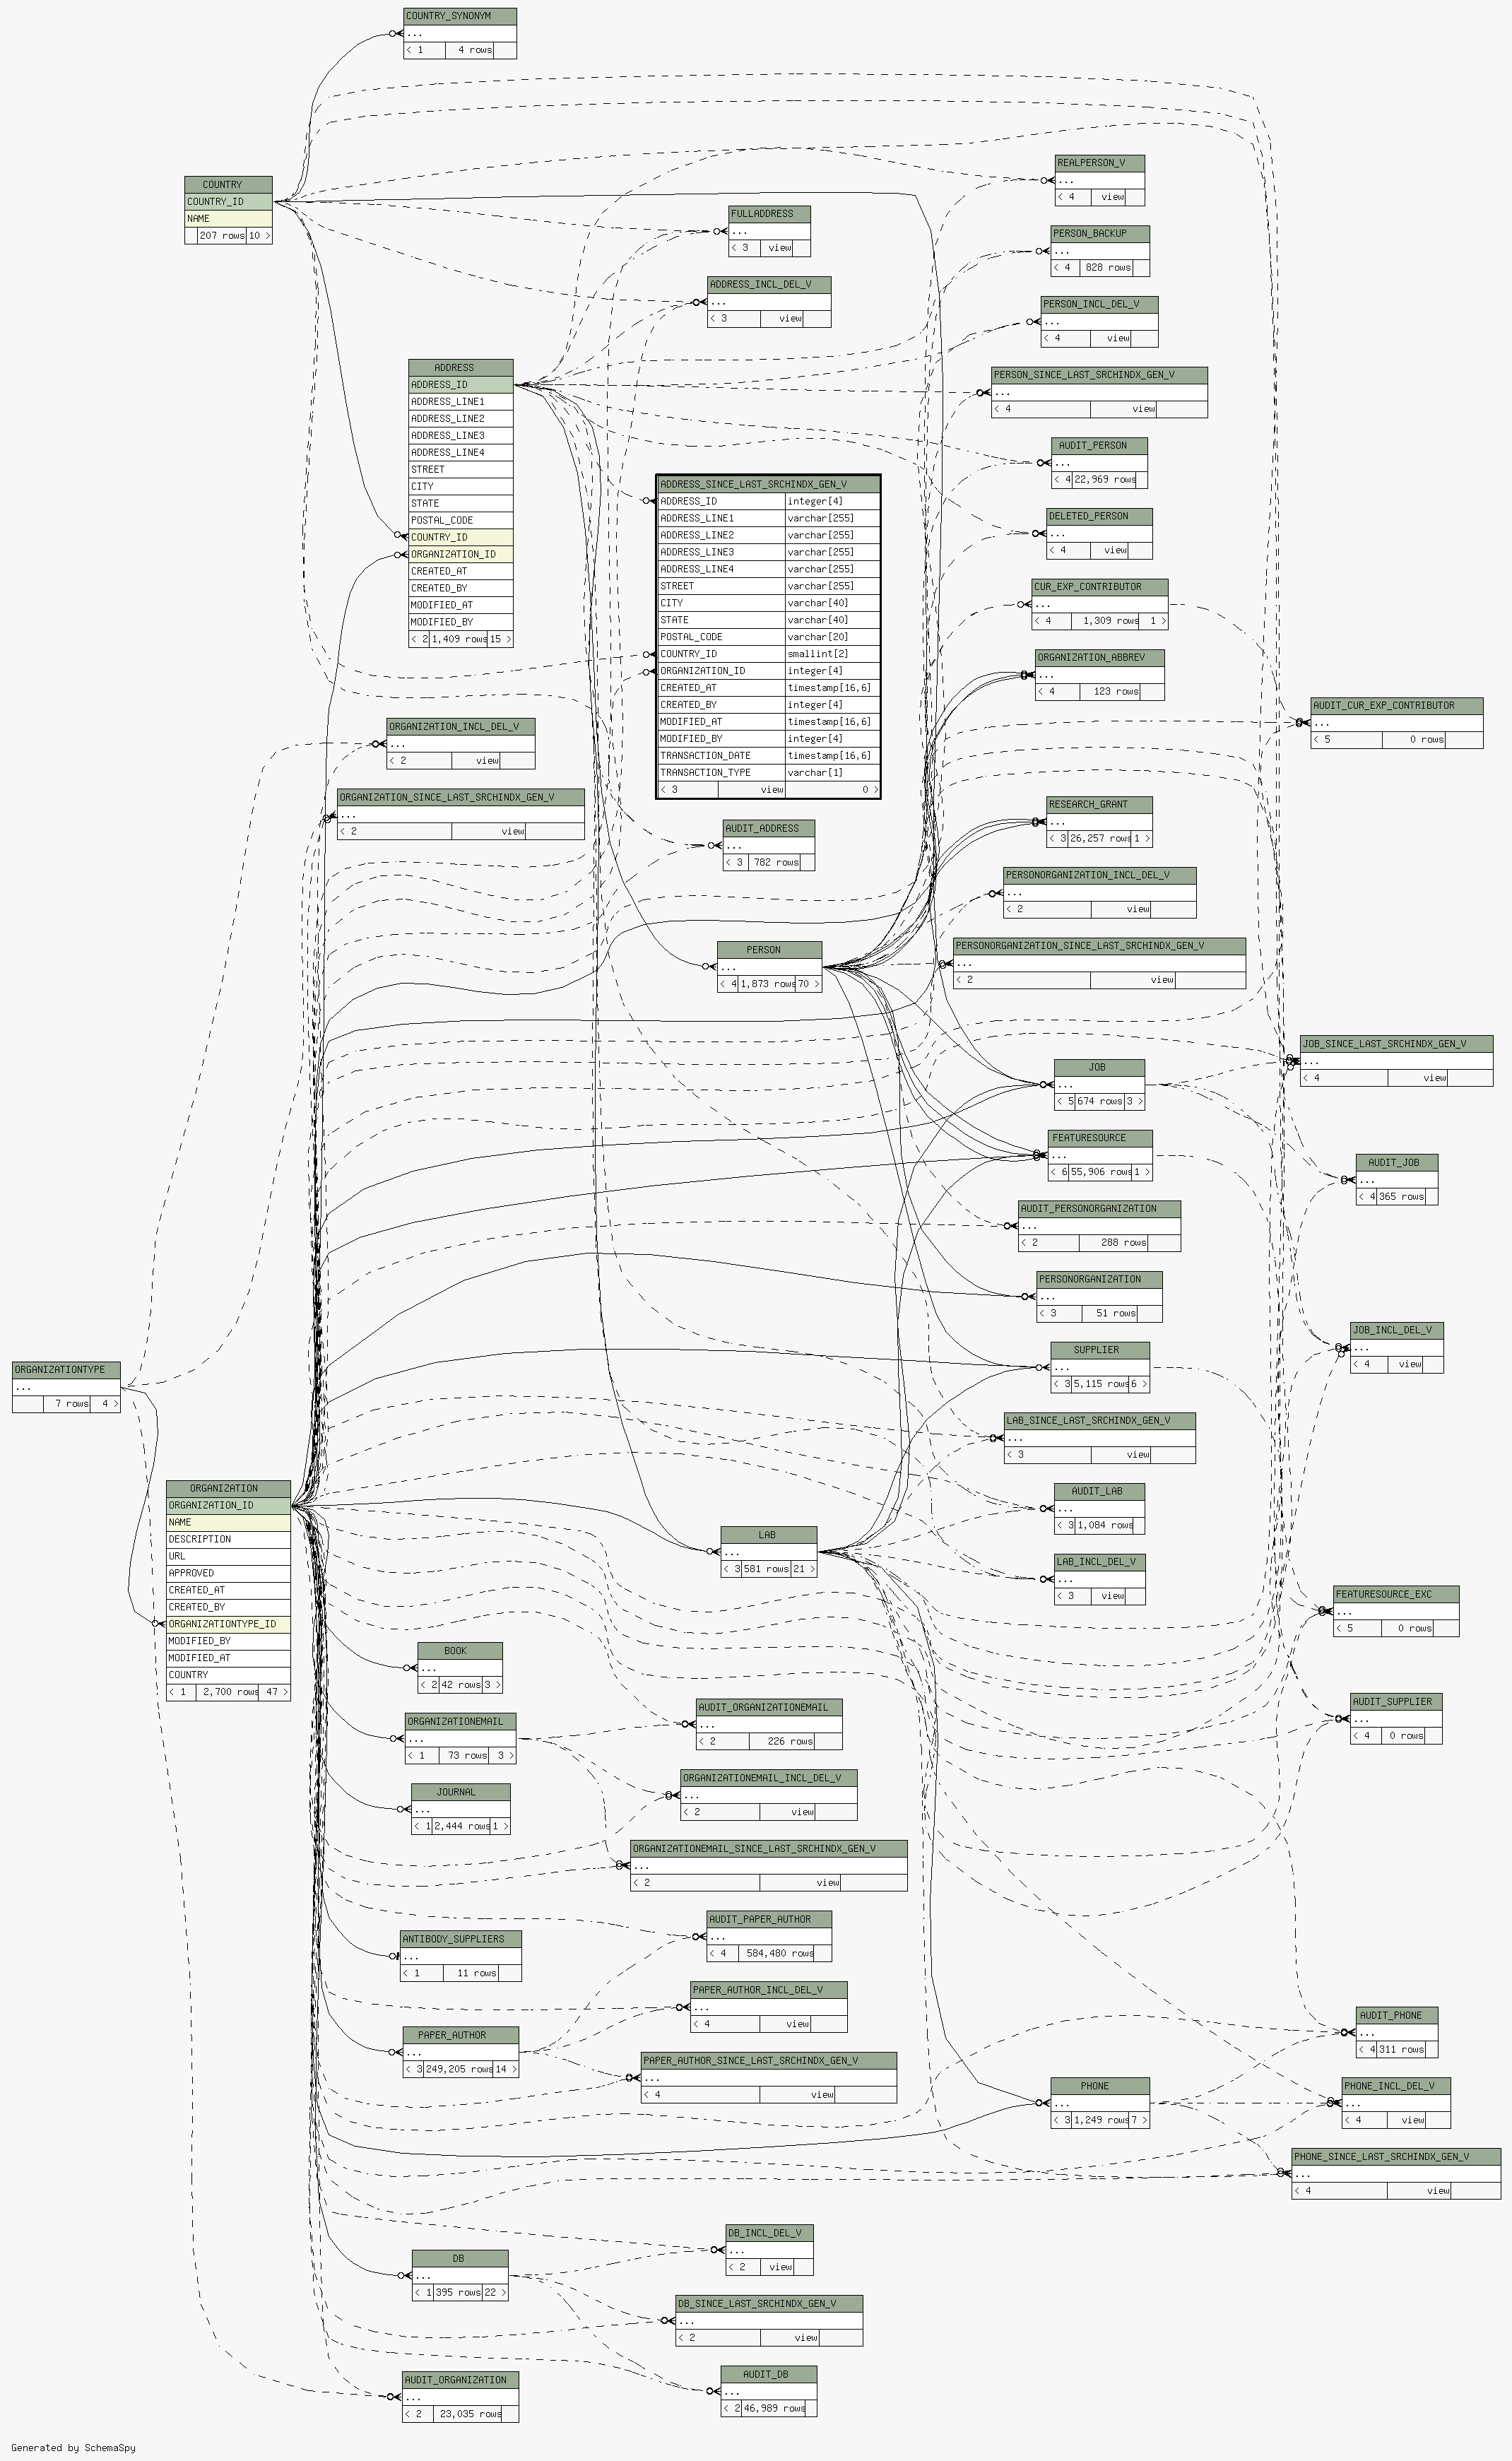 COUNTRY_SYNONYM
...
< 1 4 rows
COUNTRY
COUNTRY_ID
NAME
207 rows 10 >
REALPERSON_V
...
< 4 view
FULLADDRESS
...
< 3 view
PERSON_BACKUP
...
< 4 828 rows
ADDRESS_INCL_DEL_V
...
< 3 view
PERSON_INCL_DEL_V
...
< 4 view
ADDRESS
ADDRESS_ID
ADDRESS_LINE1
ADDRESS_LINE2
ADDRESS_LINE3
ADDRESS_LINE4
STREET
CITY
STATE
POSTAL_CODE
COUNTRY_ID
ORGANIZATION_ID
CREATED_AT
CREATED_BY
MODIFIED_AT
MODIFIED_BY
< 2 1,409 rows 15 >
PERSON_SINCE_LAST_SRCHINDX_GEN_V
...
< 4 view
AUDIT_PERSON
...
< 4 22,969 rows
ADDRESS_SINCE_LAST_SRCHINDX_GEN_V
ADDRESS_ID integer[4]
ADDRESS_LINE1 varchar[255]
ADDRESS_LINE2 varchar[255]
ADDRESS_LINE3 varchar[255]
ADDRESS_LINE4 varchar[255]
STREET varchar[255]
CITY varchar[40]
STATE varchar[40]
POSTAL_CODE varchar[20]
COUNTRY_ID smallint[2]
ORGANIZATION_ID integer[4]
CREATED_AT timestamp[16,6]
CREATED_BY integer[4]
MODIFIED_AT timestamp[16,6]
MODIFIED_BY integer[4]
TRANSACTION_DATE timestamp[16,6]
TRANSACTION_TYPE varchar[1]
< 3 view 0 >
DELETED_PERSON
...
< 4 view
CUR_EXP_CONTRIBUTOR
...
< 4 1,309 rows 1 >
ORGANIZATION_ABBREV
...
< 4 123 rows
AUDIT_CUR_EXP_CONTRIBUTOR
...
< 5 0 rows
ORGANIZATION_INCL_DEL_V
...
< 2 view
ORGANIZATION_SINCE_LAST_SRCHINDX_GEN_V
...
< 2 view
RESEARCH_GRANT
...
< 3 26,257 rows 1 >
AUDIT_ADDRESS
...
< 3 782 rows
PERSONORGANIZATION_INCL_DEL_V
...
< 2 view
PERSON
...
< 4 1,873 rows 70 >
PERSONORGANIZATION_SINCE_LAST_SRCHINDX_GEN_V
...
< 2 view
JOB_SINCE_LAST_SRCHINDX_GEN_V
...
< 4 view
JOB
...
< 5 674 rows 3 >
FEATURESOURCE
...
< 6 55,906 rows 1 >
AUDIT_JOB
...
< 4 365 rows
AUDIT_PERSONORGANIZATION
...
< 2 288 rows
PERSONORGANIZATION
...
< 3 51 rows
JOB_INCL_DEL_V
...
< 4 view
SUPPLIER
...
< 3 5,115 rows 6 >
ORGANIZATIONTYPE
...
7 rows 4 >
LAB_SINCE_LAST_SRCHINDX_GEN_V
...
< 3 view
ORGANIZATION
ORGANIZATION_ID
NAME
DESCRIPTION
URL
APPROVED
CREATED_AT
CREATED_BY
ORGANIZATIONTYPE_ID
MODIFIED_BY
MODIFIED_AT
COUNTRY
< 1 2,700 rows 47 >
AUDIT_LAB
...
< 3 1,084 rows
LAB
...
< 3 581 rows 21 >
LAB_INCL_DEL_V
...
< 3 view
FEATURESOURCE_EXC
...
< 5 0 rows
BOOK
...
< 2 42 rows 3 >
AUDIT_SUPPLIER
...
< 4 0 rows
AUDIT_ORGANIZATIONEMAIL
...
< 2 226 rows
ORGANIZATIONEMAIL
...
< 1 73 rows 3 >
ORGANIZATIONEMAIL_INCL_DEL_V
...
< 2 view
JOURNAL
...
< 1 2,444 rows 1 >
ORGANIZATIONEMAIL_SINCE_LAST_SRCHINDX_GEN_V
...
< 2 view
AUDIT_PAPER_AUTHOR
...
< 4 584,480 rows
ANTIBODY_SUPPLIERS
...
< 1 11 rows
PAPER_AUTHOR_INCL_DEL_V
...
< 4 view
PAPER_AUTHOR
...
< 3 249,205 rows 14 >
AUDIT_PHONE
...
< 4 311 rows
PAPER_AUTHOR_SINCE_LAST_SRCHINDX_GEN_V
...
< 4 view
PHONE
...
< 3 1,249 rows 7 >
PHONE_INCL_DEL_V
...
< 4 view
PHONE_SINCE_LAST_SRCHINDX_GEN_V
...
< 4 view
DB_INCL_DEL_V
...
< 2 view
DB
...
< 1 395 rows 22 >
DB_SINCE_LAST_SRCHINDX_GEN_V
...
< 2 view
AUDIT_DB
...
< 2 46,989 rows
AUDIT_ORGANIZATION
...
< 2 23,035 rows
Generated by SchemaSpy